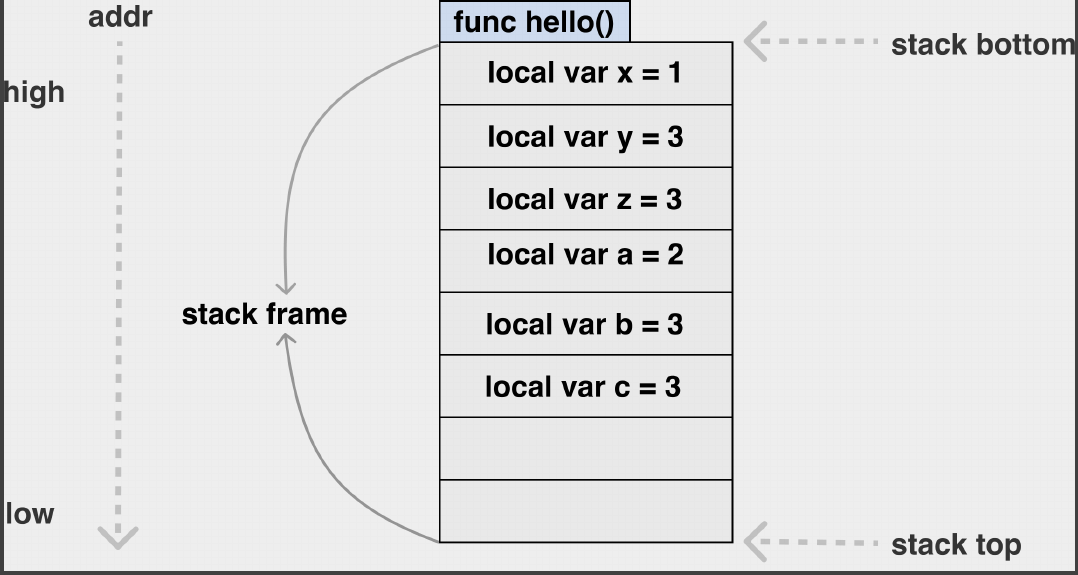 addr
func hello()
stack bottom
high
local var x = 1
local var y = 3
local var z = 3
local var a = 2
stack frame
local var b = 3
local var c = 3
low
stack top